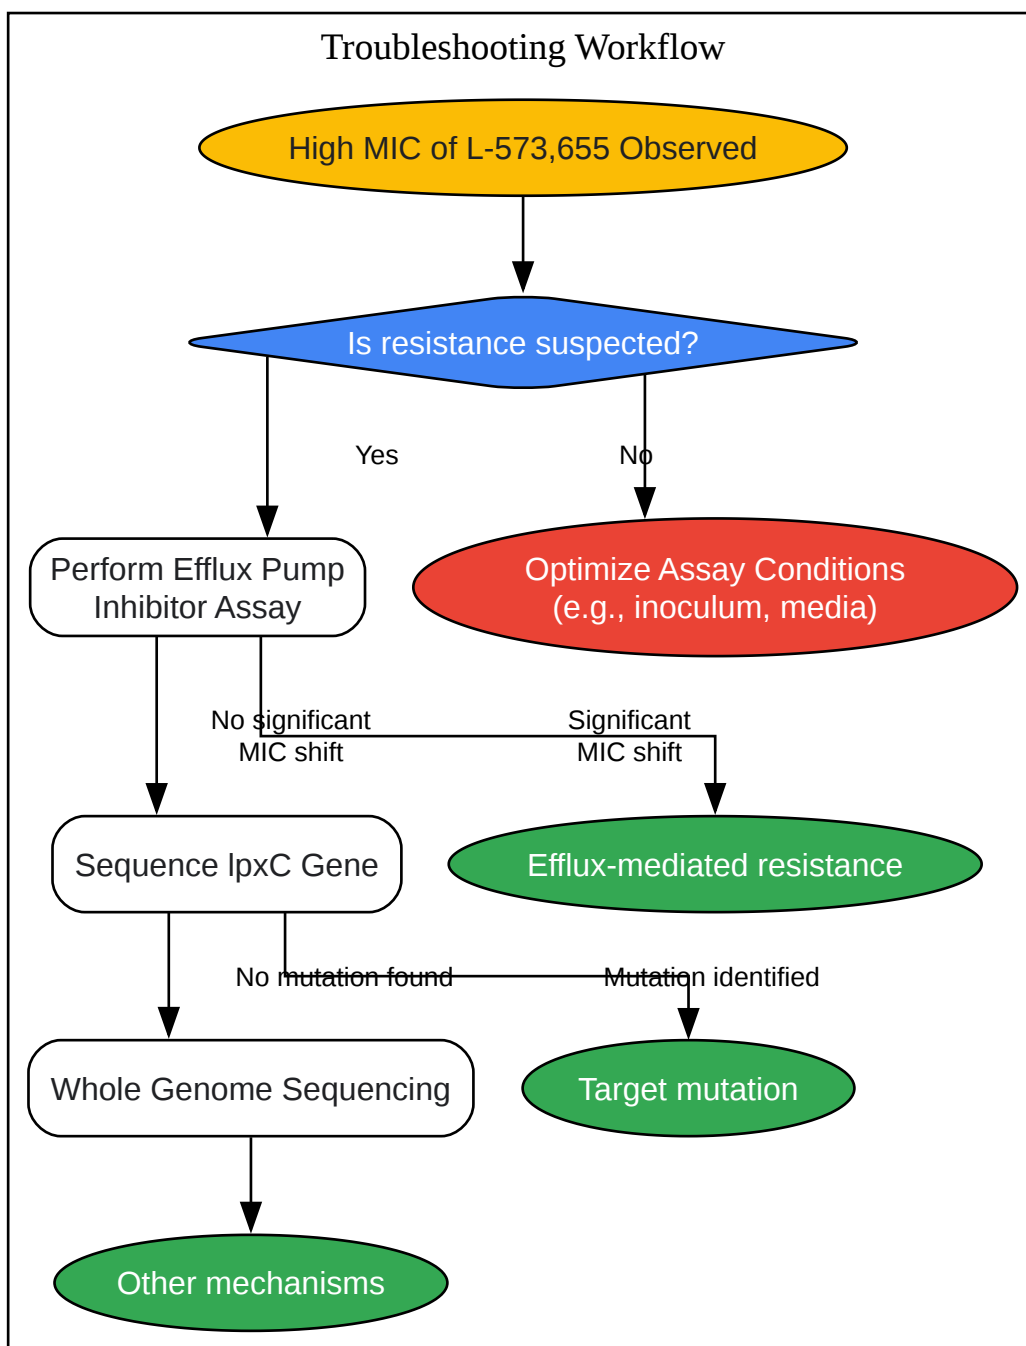 Troubleshooting Workflow
High MIC of L-573,655 Observed
Is resistance suspected?
Yes
No
Perform Efflux Pump
Inhibitor Assay
Optimize Assay Conditions
(e.g., inoculum, media)
No significant
MIC shift
Significant
MIC shift
Sequence lpxC Gene
Efflux-mediated resistance
No mutation found
Mutation identified
Whole Genome Sequencing
Target mutation
Other mechanisms